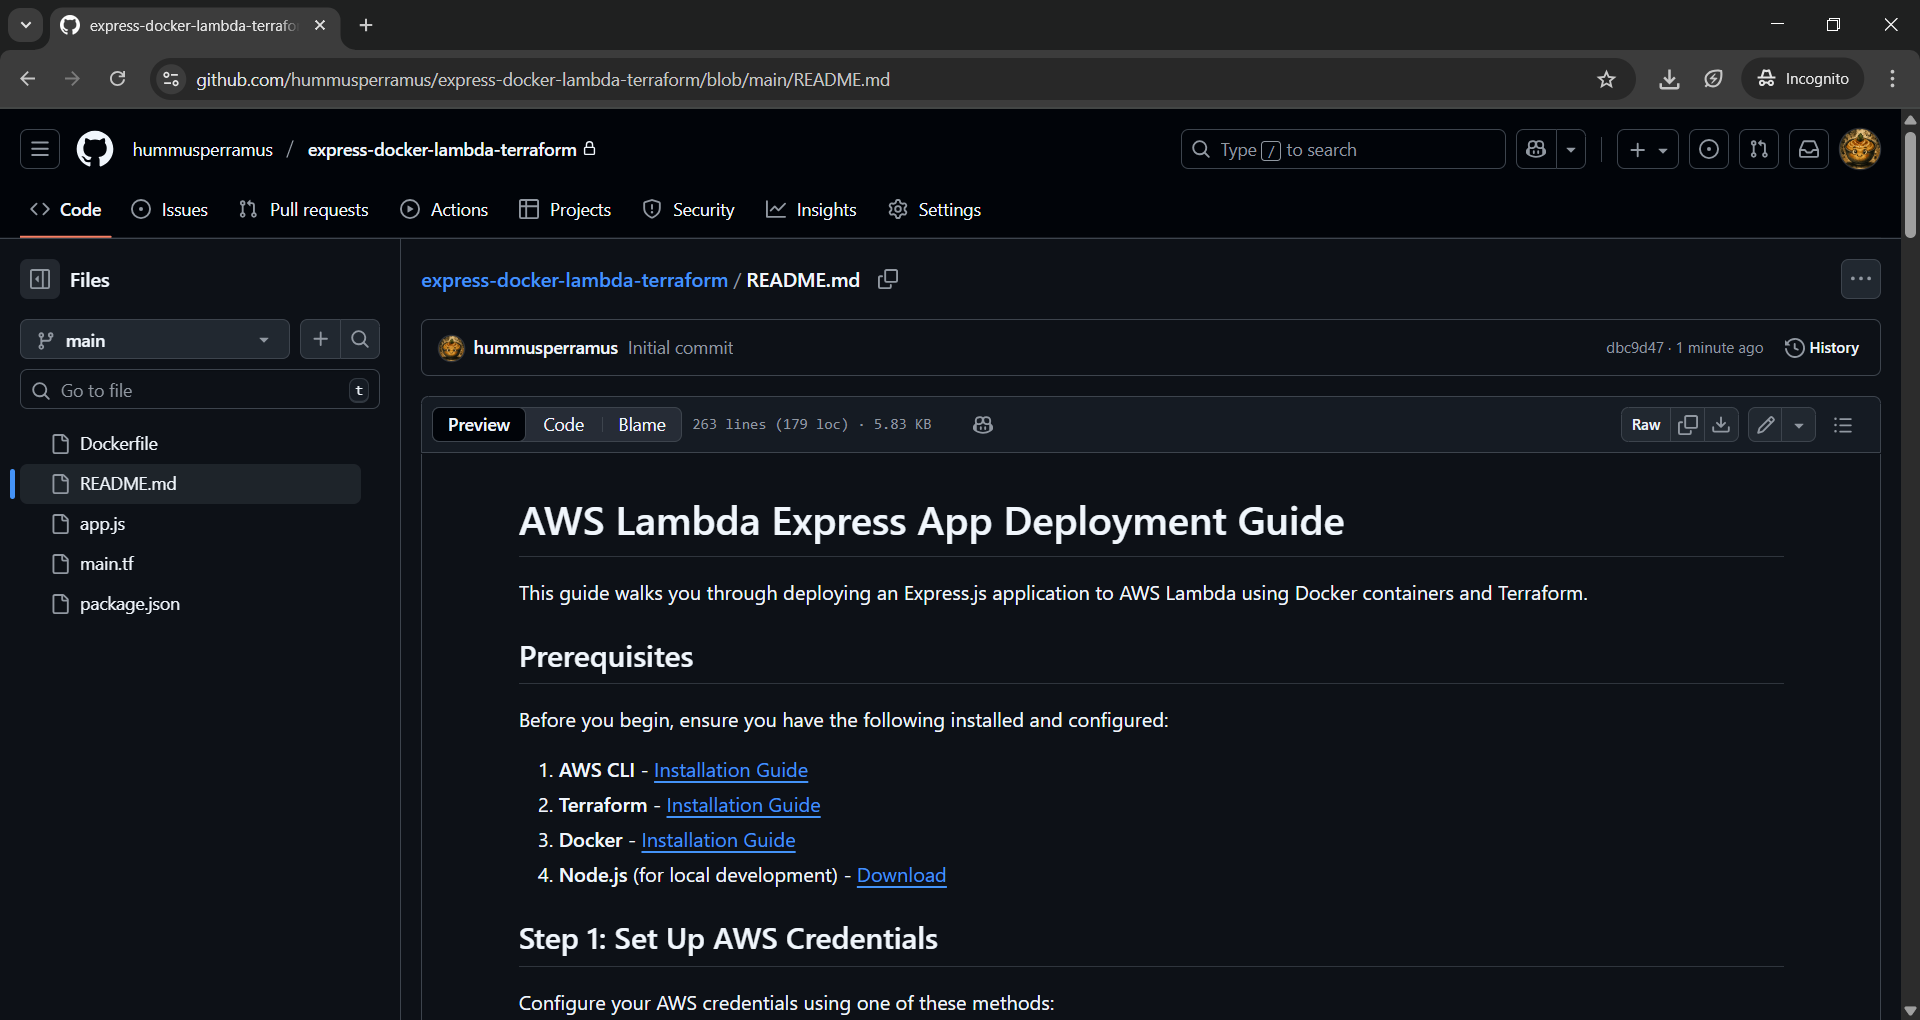 express-docker-lambda-terrafo
github.com/hummusperramus/express-docker-lambda-terraform/blob/main/README.md
Incognito
hummusperramus / express-docker-lambda-terraform
Type / to search
Code
Issues
Pull requests
Actions
Projects
Security
Insights
Settings
Files
main
Go to file
t
Dockerfile
README.md
app.js
main.tf
package.json
express-docker-lambda-terraform / README.md
hummusperramus Initial commit
dbc9d47 · 1 minute ago
History
Preview
Code
Blame
263 lines (179 loc) · 5.83 KB
Raw
AWS Lambda Express App Deployment Guide
This guide walks you through deploying an Express.js application to AWS Lambda using Docker containers and Terraform.
Prerequisites
Before you begin, ensure you have the following installed and configured:
1. AWS CLI - Installation Guide
2. Terraform - Installation Guide
3. Docker - Installation Guide
4. Node.js (for local development) - Download
Step 1: Set Up AWS Credentials
Configure your AWS credentials using one of these methods: